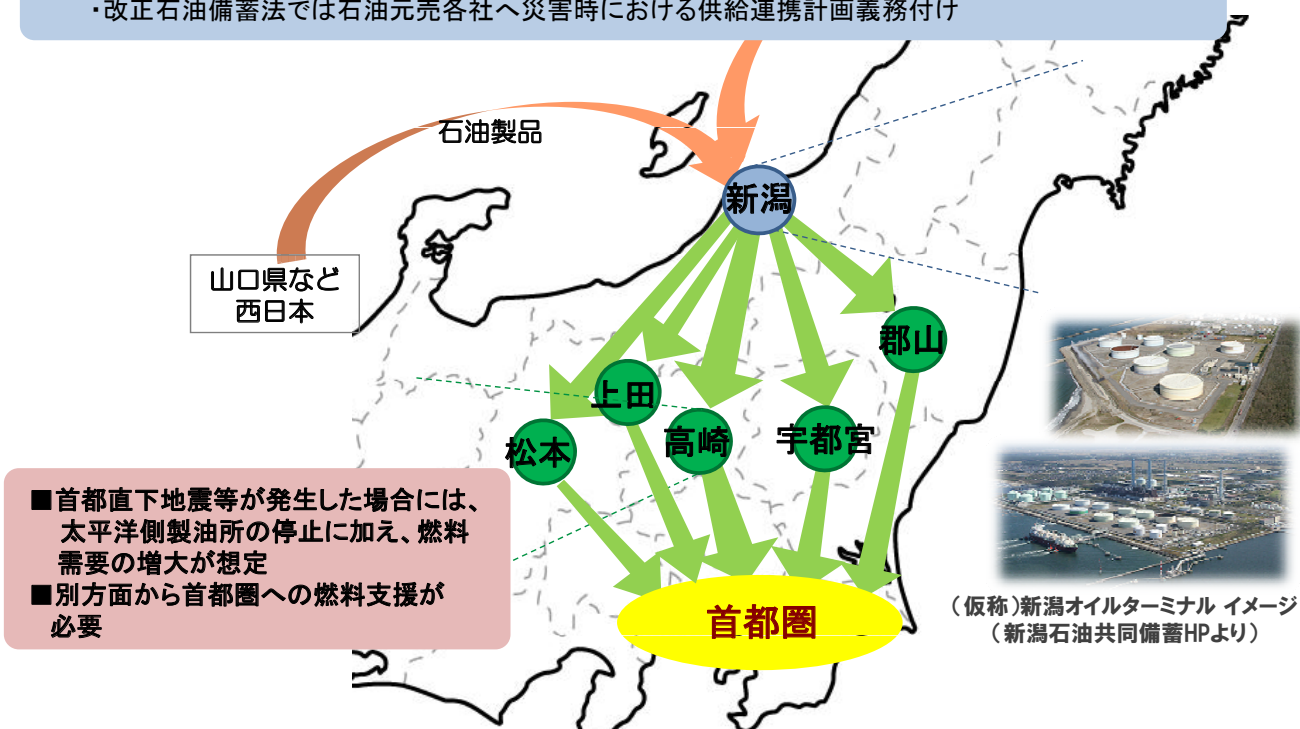 ・改正石油備蓄法では石油元売各社へ災害時における供給連携計画義務付け
石油製品
新潟
山口県など
西日本
郡山
上田
高崎
宇都宮
松本
■首都直下地震等が発生した場合には、
太平洋側製油所の停止に加え、燃料
需要の増大が想定
■別方面から首都圏への燃料支援が
必要
首都圏
（仮称）新潟オイルターミナル イメージ
（新潟石油共同備蓄HPより）